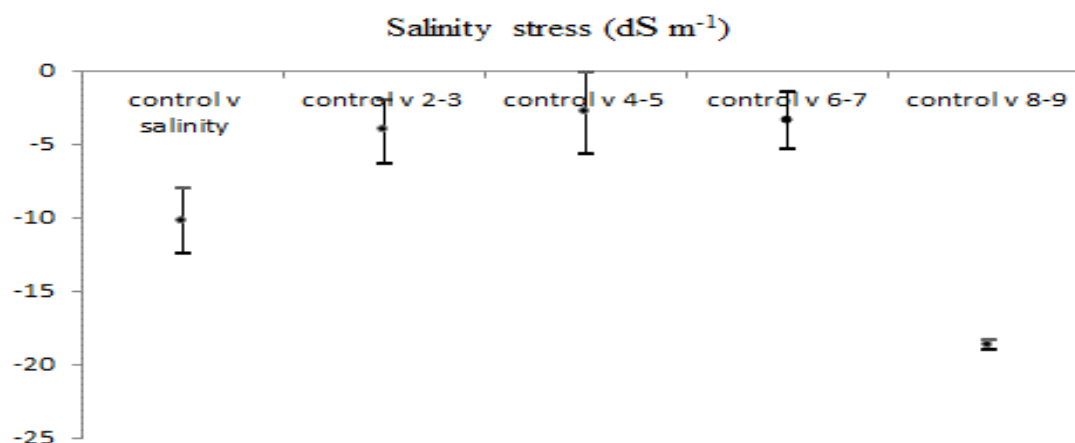 Salinity stress (dS m-1)
0
control v control v 2-3 control v 4-5 control v 6-7 control v 8-9
salinity
-5
-10
-15
-20
-25